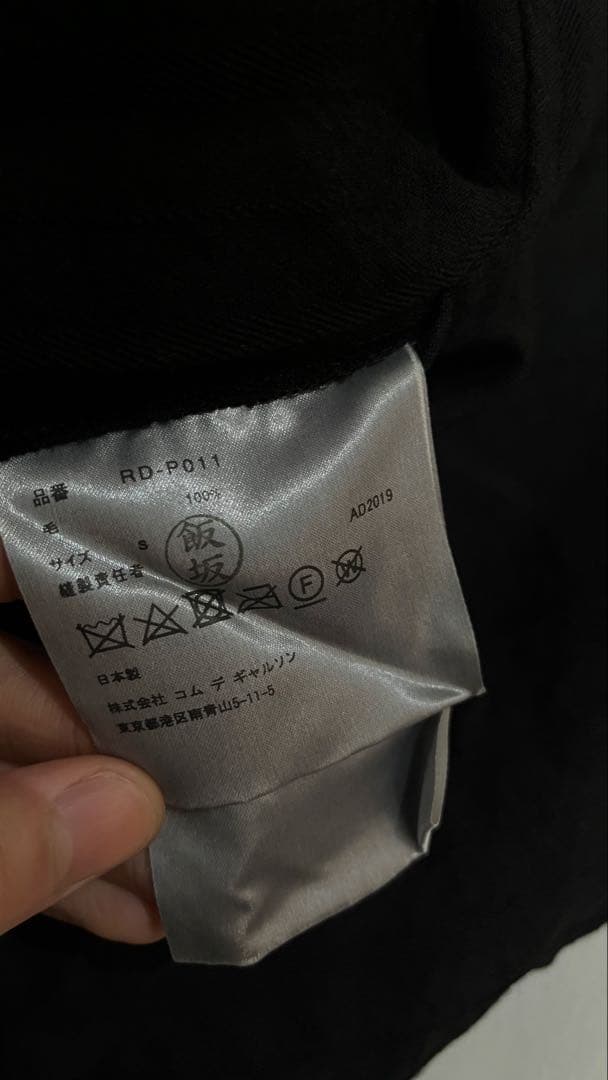 品番 RD-P011
毛 100%
サイズ S
縫製責任者 飯坂
AD2019
F
W
日本製
株式会社 コム デ ギャルソン
東京都港区南青山5-11-5